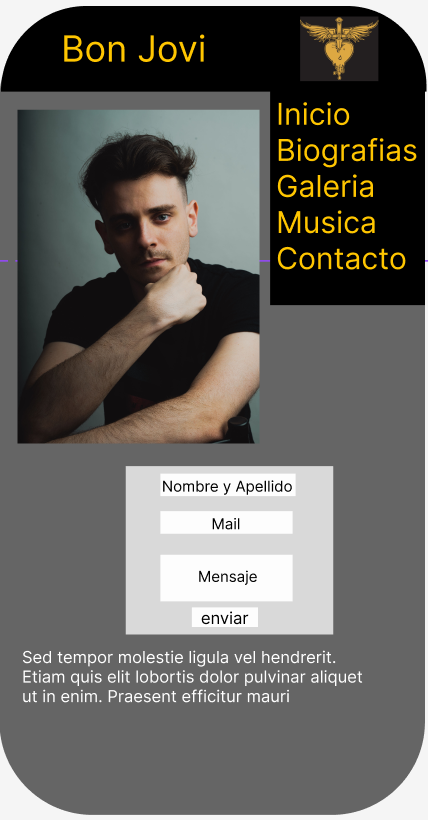 Bon Jovi
Inicio
Biografias
Galeria
Musica
Contacto
Nombre y Apellido
Mail
Mensaje
enviar
Sed tempor molestie ligula vel hendrerit.
Etiam quis elit lobortis dolor pulvinar aliquet
ut in enim. Praesent efficitur mauri